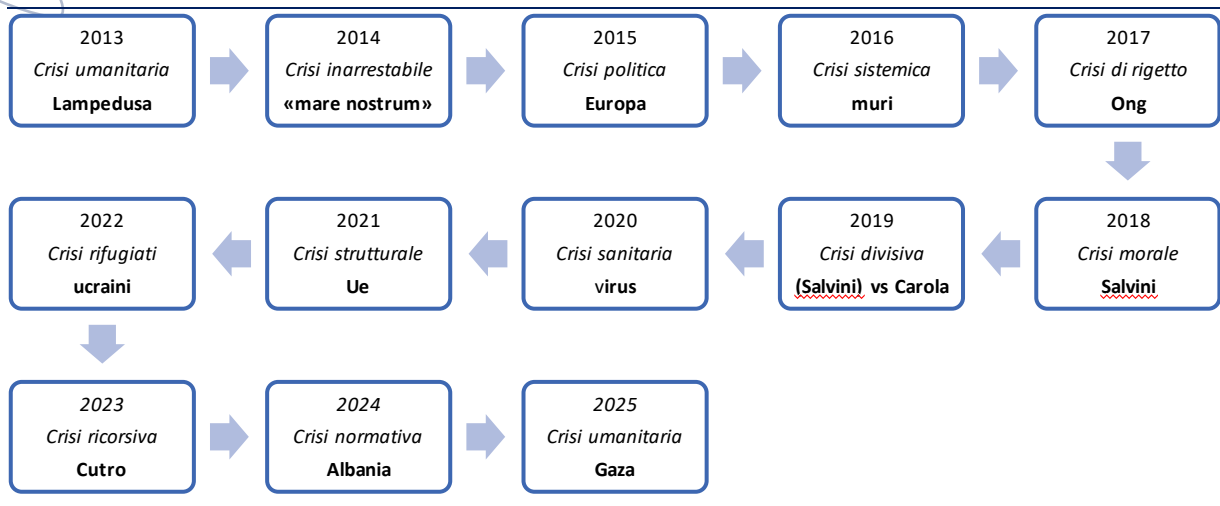 2013
Crisi umanitaria
Lampedusa
2014
Crisi inarrestabile
«mare nostrum»
2015
Crisi politica
Europa
2016
Crisi sistemica
muri
2017
Crisi di rigetto
Ong
2018
Crisi morale
Salvini
2019
Crisi divisiva
(Salvini) vs Carola
2020
Crisi sanitaria
virus
2021
Crisi strutturale
Ue
2022
Crisi rifugiati
ucraini
2023
Crisi ricorsiva
Cutro
2024
Crisi normativa
Albania
2025
Crisi umanitaria
Gaza